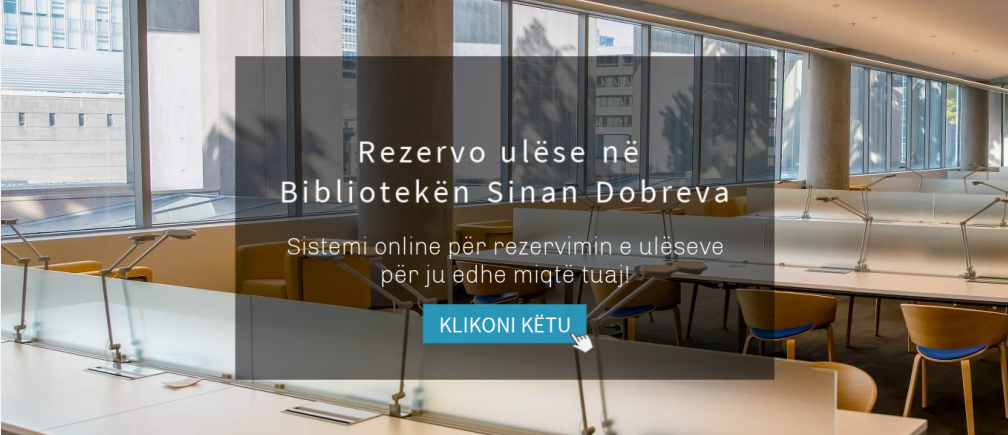 Rezervo ulëse në
Bibliotekën Sinan Dobreva
Sistemi online për rezervimin e ulëseve
për ju edhe miqtë tuaj!
KLIKONI KËTU